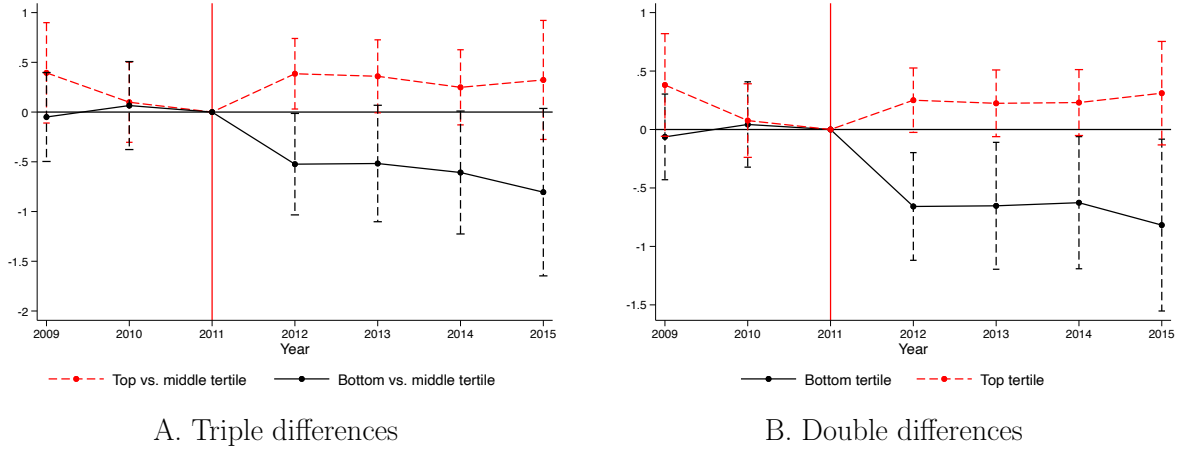 1
.5
0
-.5
-1
-1.5
-2
2009 2010 2011 2012 2013 2014 2015
Year
Top vs. middle tertile Bottom vs. middle tertile
A. Triple differences
1
.5
0
-.5
-1
-1.5
2009 2010 2011 2012 2013 2014 2015
Year
Bottom tertile Top tertile
B. Double differences